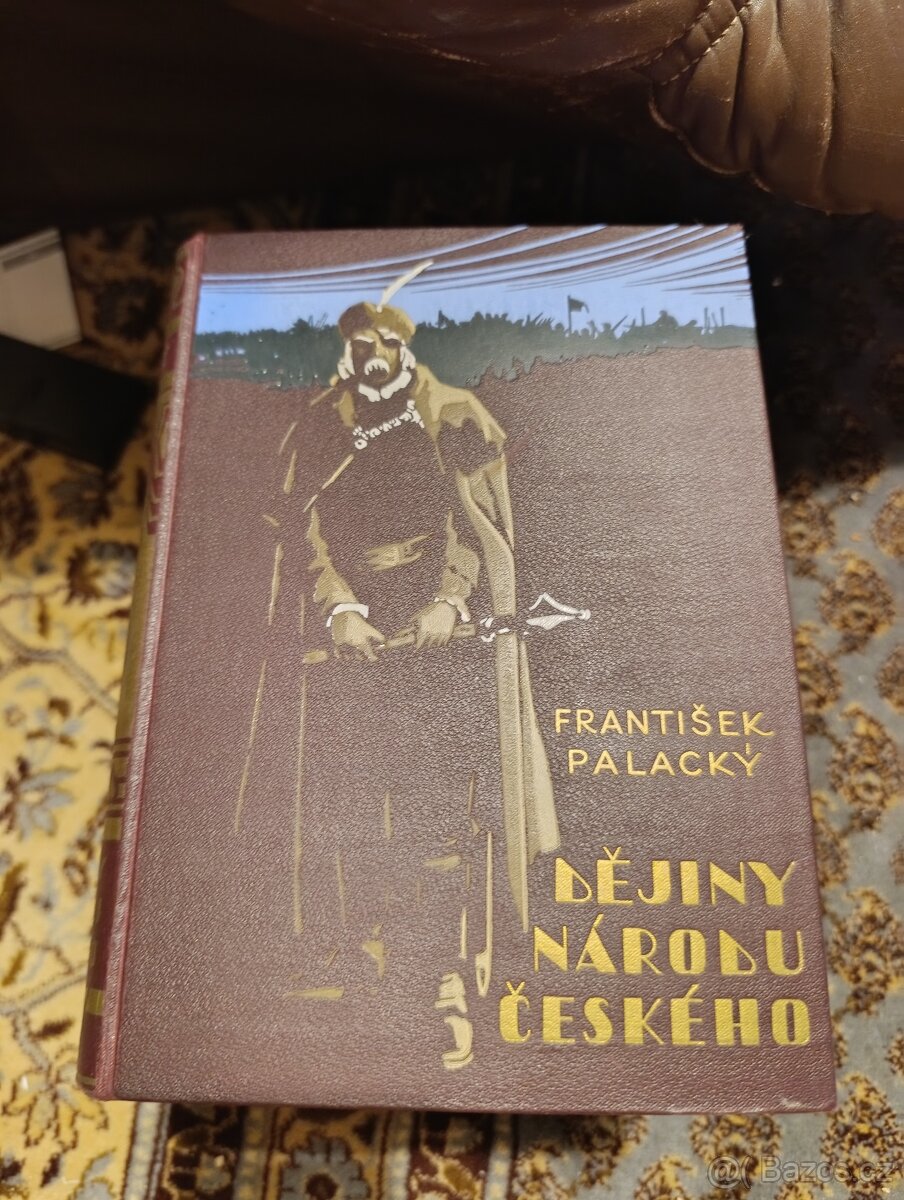 FRANTIŠEK
PALACKÝ
DĚJINY
NÁRODU
ČESKÉHO
Bazos.cz